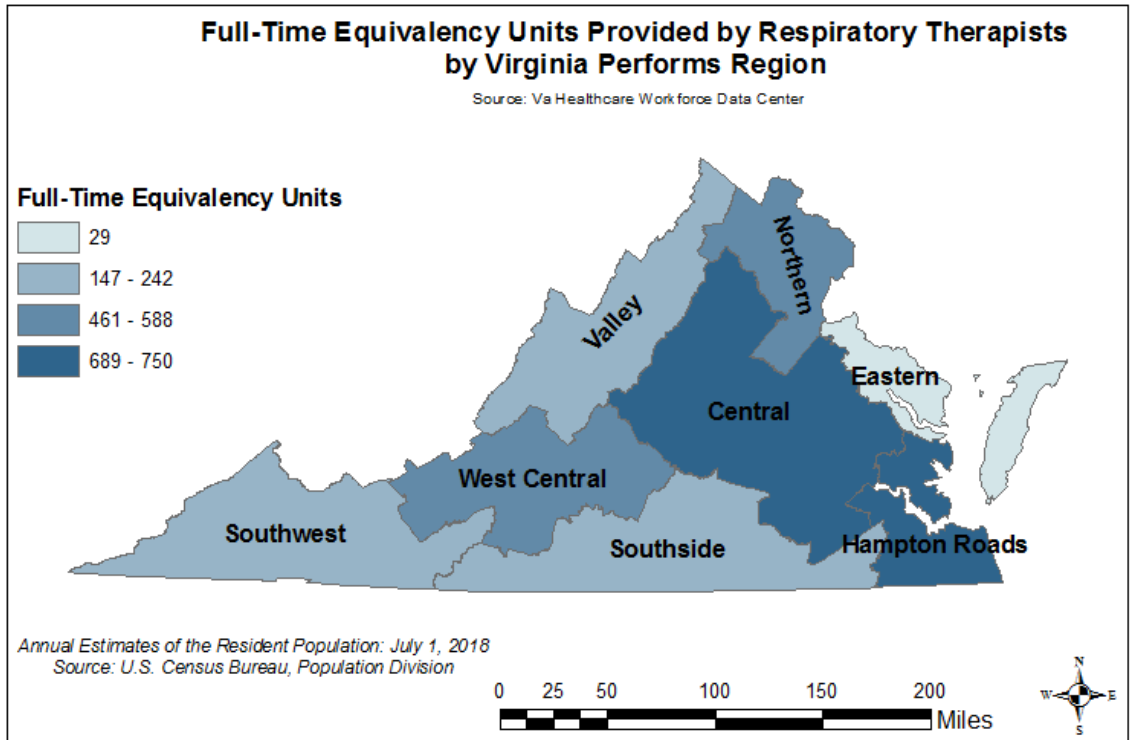 Full-Time Equivalency Units Provided by Respiratory Therapists
by Virginia Performs Region
Source: Va Healthcare Workforce Data Center
Full-Time Equivalency Units
29
147 - 242
461 - 588
689 - 750
Northern
Valley
Eastern
Central
West Central
Southwest
Southside
Hampton Roads
Annual Estimates of the Resident Population: July 1, 2018
Source: U.S. Census Bureau, Population Division
0 25 50 100 150 200
Miles
N
W E
S